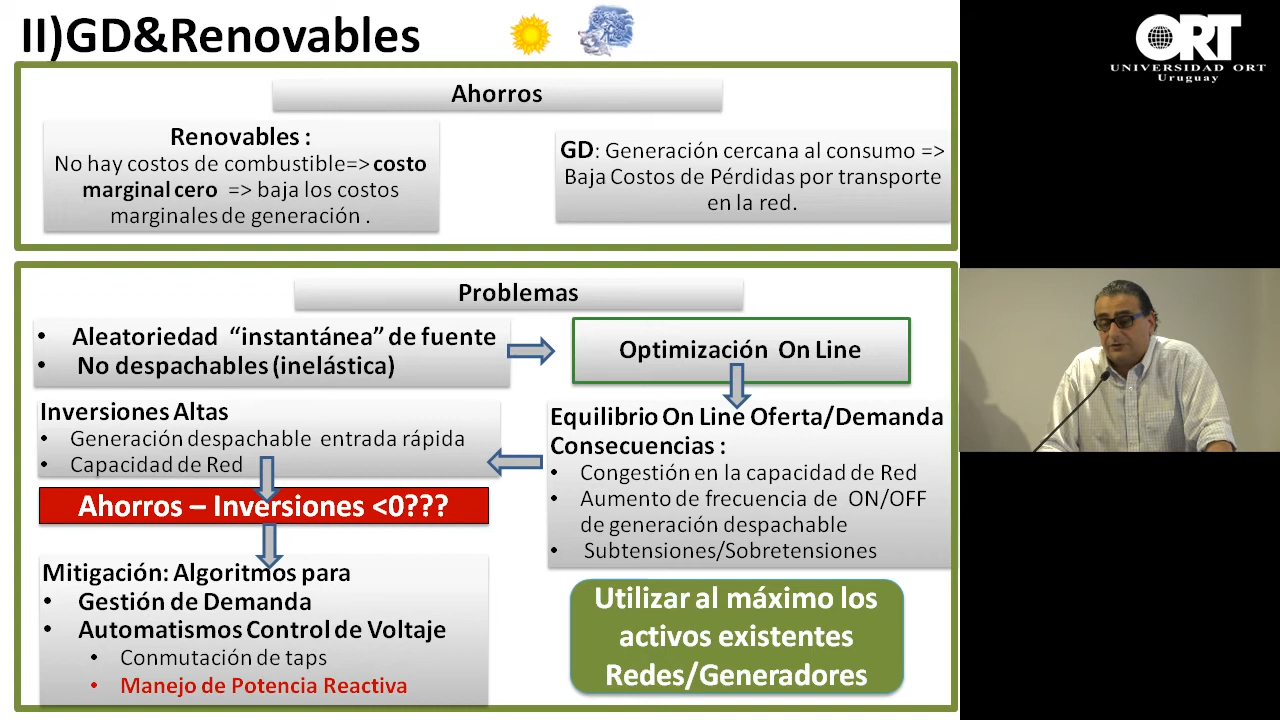 II)GD&Renovables
ORT
UNIVERSIDAD ORT
Uruguay
Ahorros
Renovables :
No hay costos de combustible=> costo
marginal cero => baja los costos
marginales de generación .
GD: Generación cercana al consumo =>
Baja Costos de Pérdidas por transporte
en la red.
Problemas
• Aleatoriedad “instantánea” de fuente
• No despachables (inelástica)
Optimización On Line
Equilibrio On Line Oferta/Demanda
Consecuencias :
• Congestión en la capacidad de Red
• Aumento de frecuencia de ON/OFF
de generación despachable
• Subtensiones/Sobretensiones
Inversiones Altas
• Generación despachable entrada rápida
• Capacidad de Red
Ahorros – Inversiones <0???
Mitigación: Algoritmos para
• Gestión de Demanda
• Automatismos Control de Voltaje
• Conmutación de taps
• Manejo de Potencia Reactiva
Utilizar al máximo los
activos existentes
Redes/Generadores